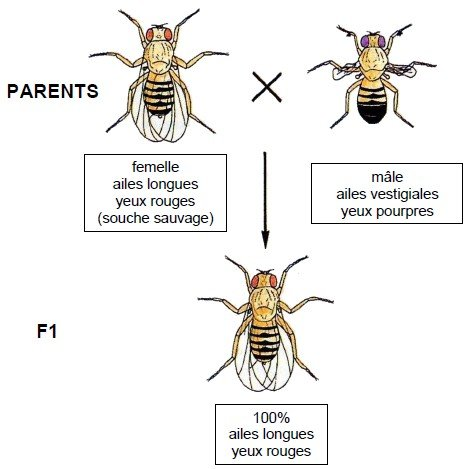 PARENTS
femelle
ailes longues
yeux rouges
(souche sauvage)
mâle
ailes vestigiales
yeux pourpres
F1
100%
ailes longues
yeux rouges